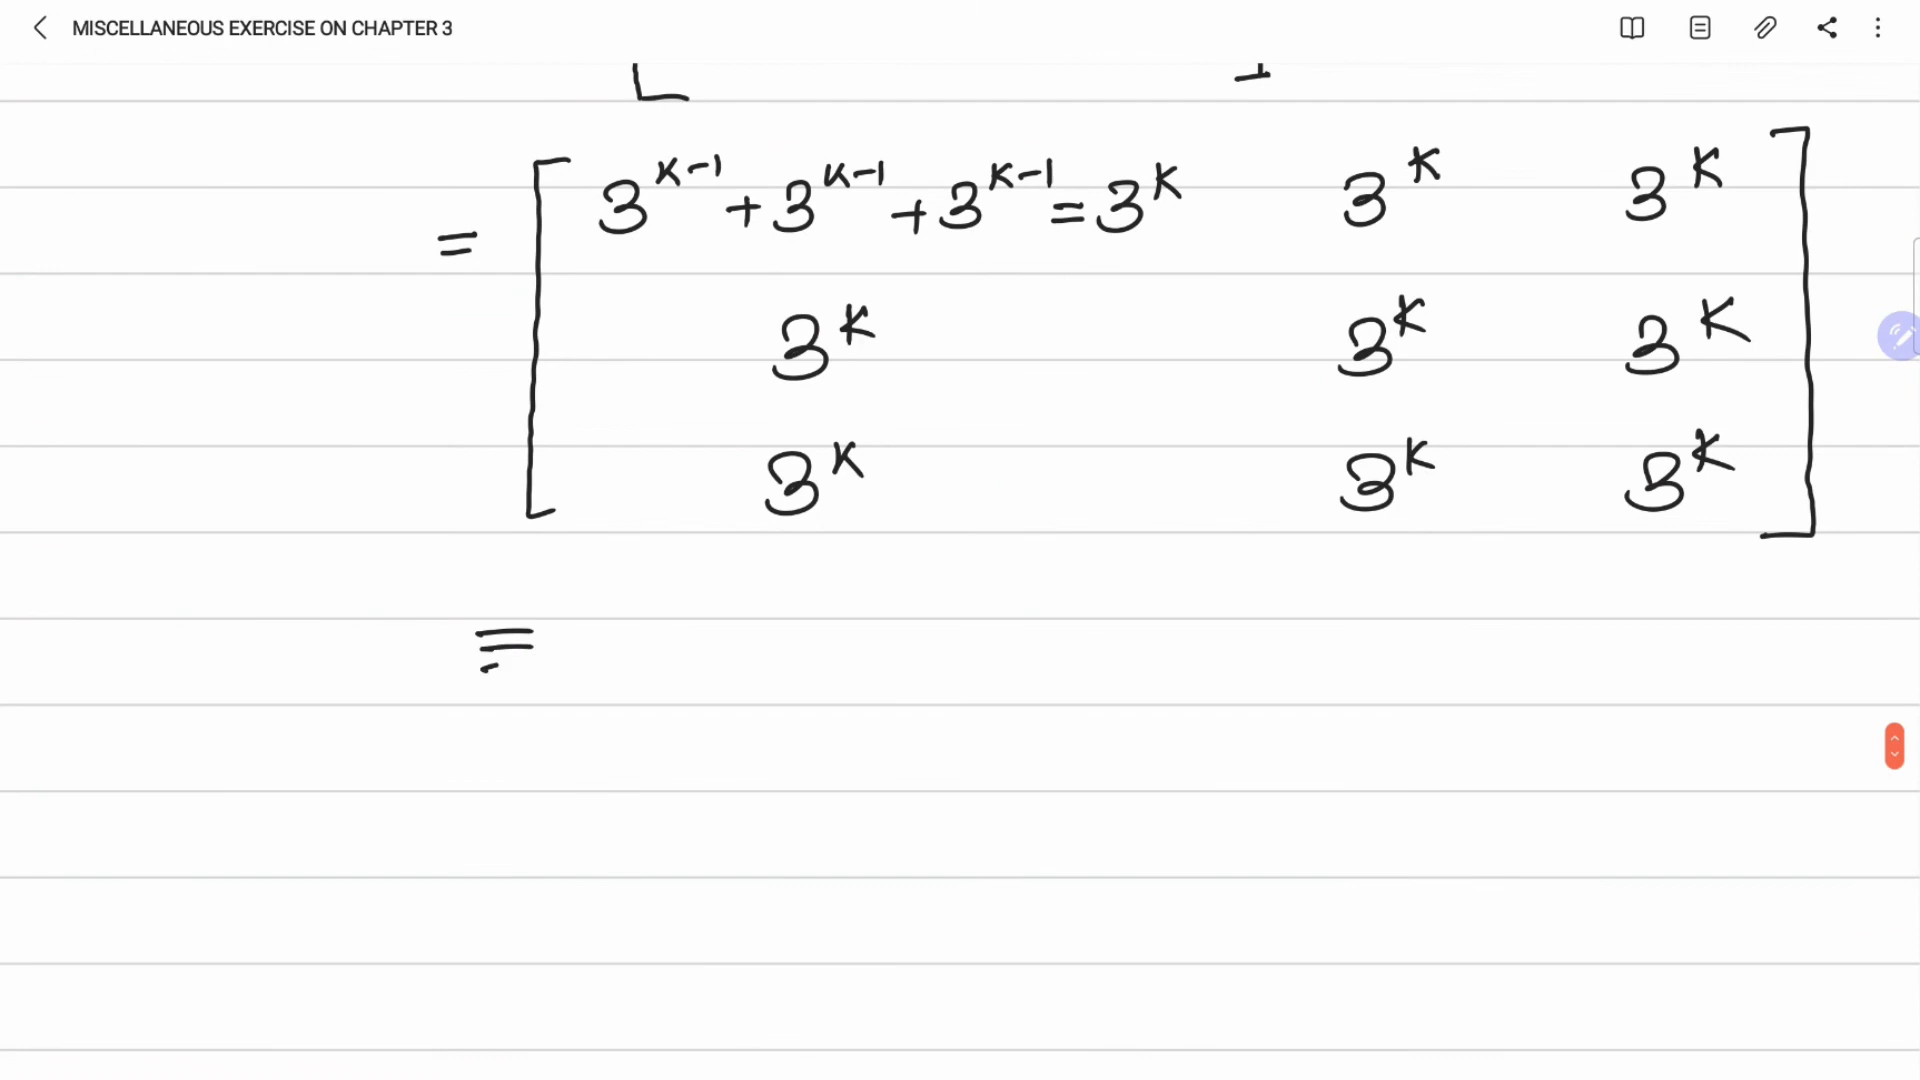 MISCELLANEOUS EXERCISE ON CHAPTER 3
= [ 3^{K-1} + 3^{K-1} + 3^{K-1} = 3^K 3^K 3^K
3^K 3^K 3^K
3^K 3^K 3^K ]
=